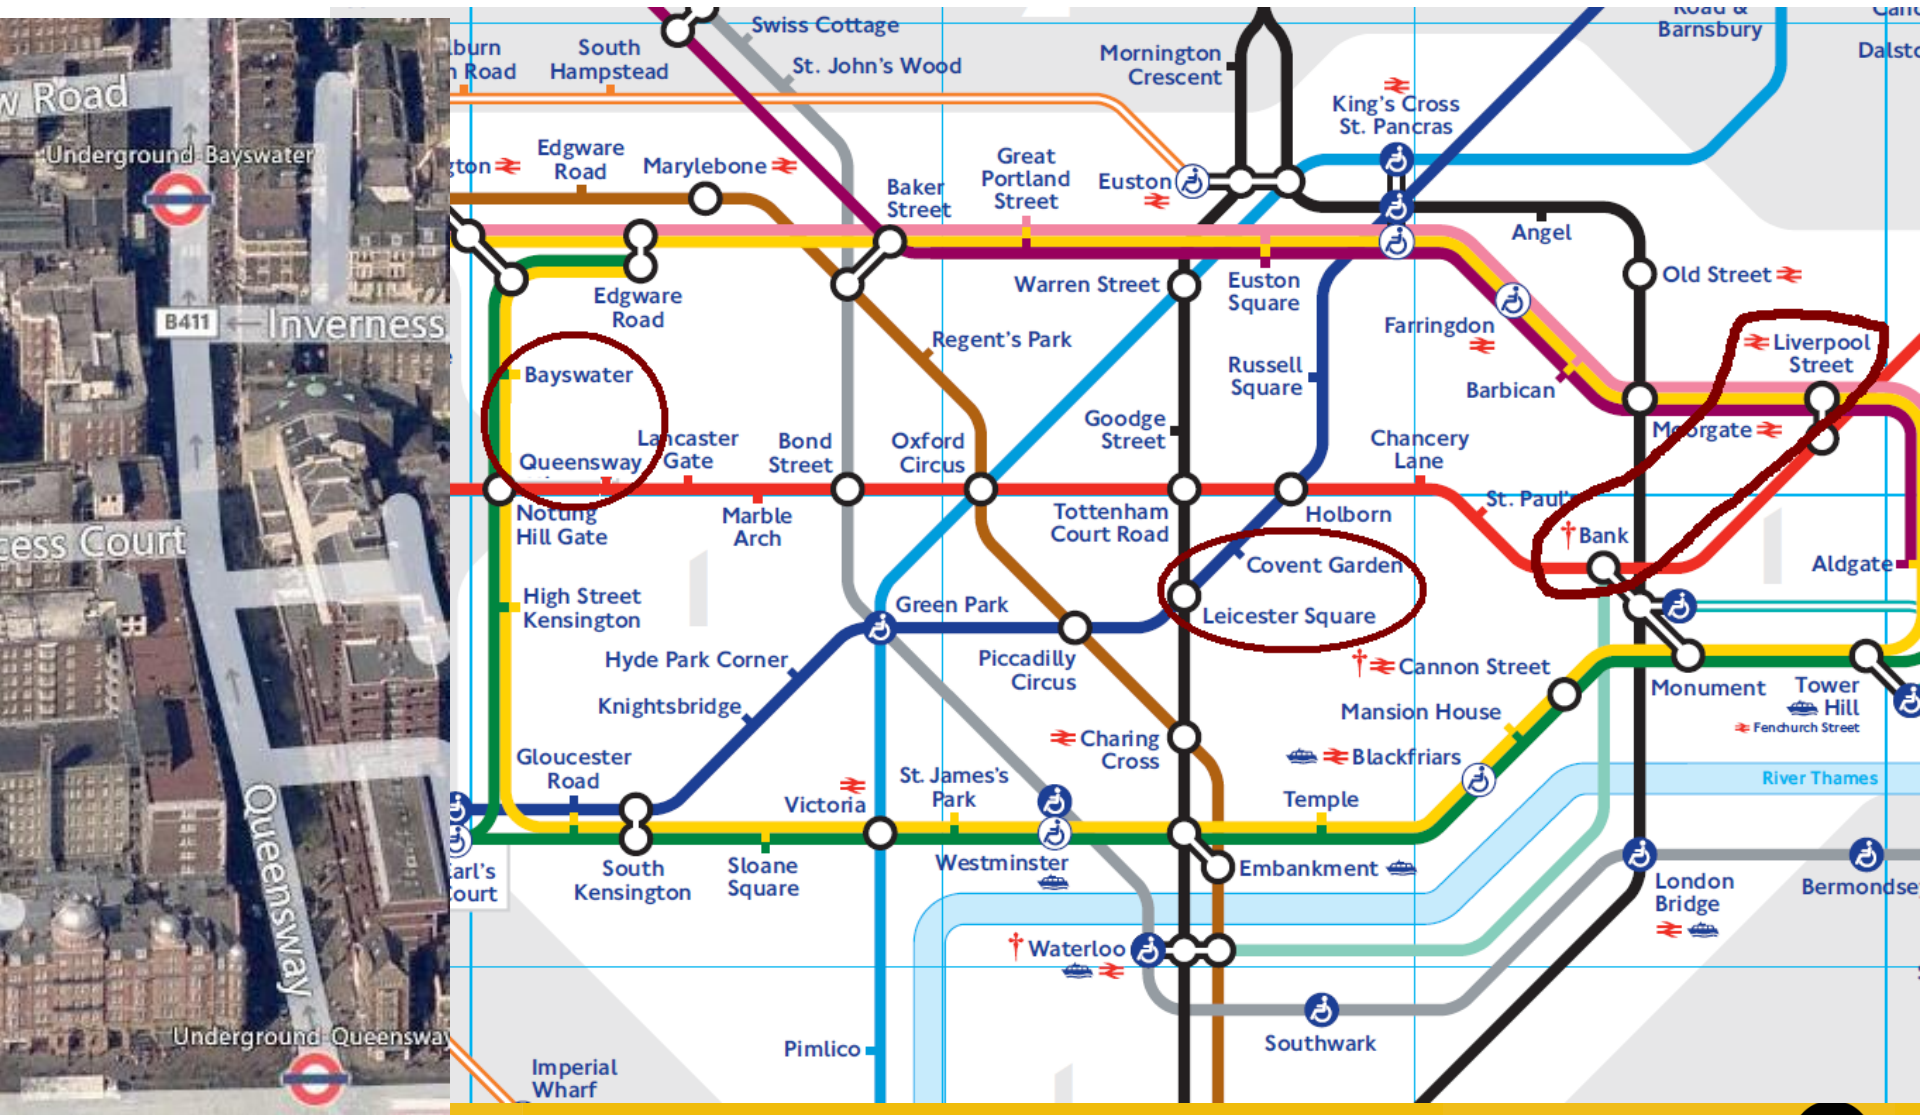 w Road
Underground Bayswater
B411
Inverness
cess Court
Queensway
Underground Queensway
lburn
n Road
South
Hampstead
Swiss Cottage
St. John's Wood
Mornington
Crescent
Road &
Barnsbury
King's Cross
St. Pancras
gton
Edgware
Road
Marylebone
Baker
Street
Great
Portland
Street
Euston
Angel
Old Street
Edgware
Road
Warren Street
Euston
Square
Farringdon
Regent's Park
Russell
Square
Barbican
Liverpool
Street
Moorgate
Bayswater
Queensway
Lancaster
Gate
Bond
Street
Oxford
Circus
Goodge
Street
Chancery
Lane
Notting
Hill Gate
Marble
Arch
Tottenham
Court Road
Holborn
St. Paul's
Bank
Covent Garden
Leicester Square
Aldgate
High Street
Kensington
Green Park
Hyde Park Corner
Knightsbridge
Piccadilly
Circus
Cannon Street
Mansion House
Monument
Tower
Hill
Fenchurch Street
Gloucester
Road
Victoria
St. James's
Park
Charing
Cross
Blackfriars
Temple
River Thames
Earl's
Court
South
Kensington
Sloane
Square
Westminster
Embankment
London
Bridge
Bermondsey
Waterloo
Southwark
Pimlico
Imperial
Wharf